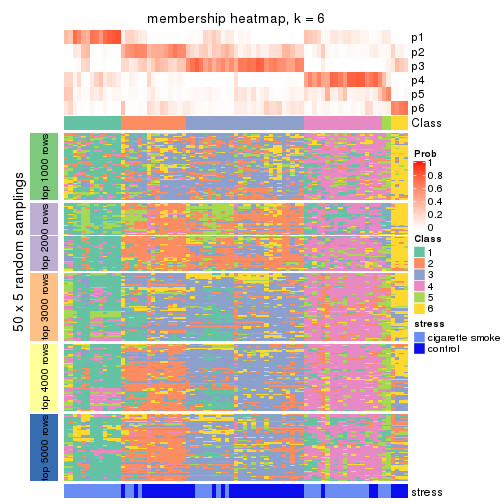 membership heatmap, k = 6
p1
p2
p3
p4
p5
p6
Class
50 x 5 random samplings
top 1000 rows
top 2000 rows
top 3000 rows
top 4000 rows
top 5000 rows
stress
Prob
1
0.8
0.6
0.4
0.2
0
Class
1
2
3
4
5
6
stress
cigarette smoke
control